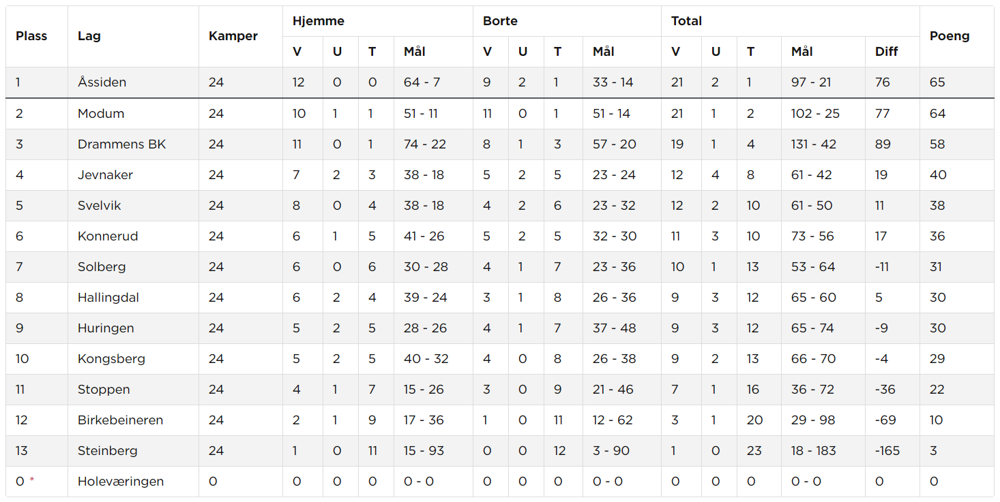 Plass Lag Kamper Hjemme Borte Total Poeng
V U T Mål V U T Mål V U T Mål Diff
1 Åssiden 24 12 0 0 64 - 7 9 2 1 33 - 14 21 2 1 97 - 21 76 65
2 Modum 24 10 1 1 51 - 11 11 0 1 51 - 14 21 1 2 102 - 25 77 64
3 Drammens BK 24 11 0 1 74 - 22 8 1 3 57 - 20 19 1 4 131 - 42 89 58
4 Jevnaker 24 7 2 3 38 - 18 5 2 5 23 - 24 12 4 8 61 - 42 19 40
5 Svelvik 24 8 0 4 38 - 18 4 2 6 23 - 32 12 2 10 61 - 50 11 38
6 Konnerud 24 6 1 5 41 - 26 5 2 5 32 - 30 11 3 10 73 - 56 17 36
7 Solberg 24 6 0 6 30 - 28 4 1 7 23 - 36 10 1 13 53 - 64 -11 31
8 Hallingdal 24 6 2 4 39 - 24 3 1 8 26 - 36 9 3 12 65 - 60 5 30
9 Huringen 24 5 2 5 28 - 26 4 1 7 37 - 48 9 3 12 65 - 74 -9 30
10 Kongsberg 24 5 2 5 40 - 32 4 0 8 26 - 38 9 2 13 66 - 70 -4 29
11 Stoppen 24 4 1 7 15 - 26 3 0 9 21 - 46 7 1 16 36 - 72 -36 22
12 Birkebeineren 24 2 1 9 17 - 36 1 0 11 12 - 62 3 1 20 29 - 98 -69 10
13 Steinberg 24 1 0 11 15 - 93 0 0 12 3 - 90 1 0 23 18 - 183 -165 3
0 * Holeværingen 0 0 0 0 0 - 0 0 0 0 0 - 0 0 0 0 0 - 0 0 0